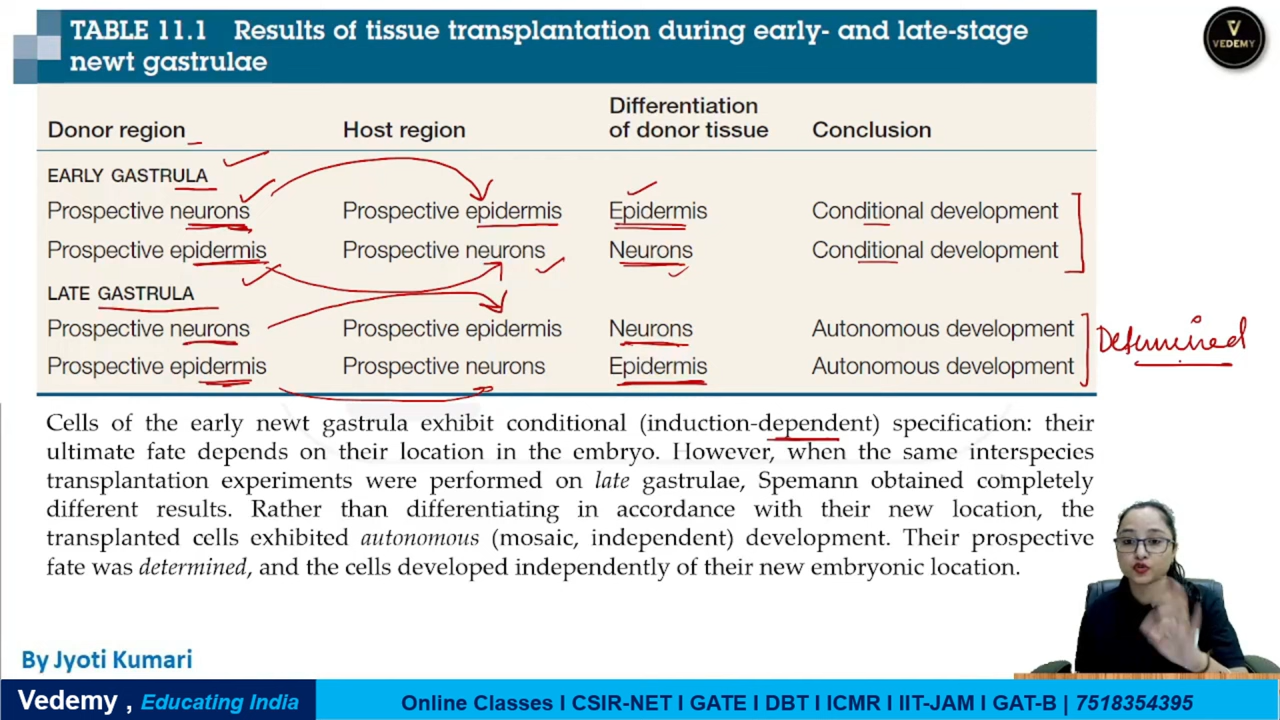 TABLE 11.1 Results of tissue transplantation during early- and late-stage
newt gastrulae
VEDEMY
Donor region Host region Differentiation of donor tissue Conclusion
EARLY GASTRULA
Prospective neurons Prospective epidermis Epidermis Conditional development
Prospective epidermis Prospective neurons Neurons Conditional development
LATE GASTRULA
Prospective neurons Prospective epidermis Neurons Autonomous development
Prospective epidermis Prospective neurons Epidermis Autonomous development
Determined
Cells of the early newt gastrula exhibit conditional (induction-dependent) specification: their
ultimate fate depends on their location in the embryo. However, when the same interspecies
transplantation experiments were performed on late gastrulae, Spemann obtained completely
different results. Rather than differentiating in accordance with their new location, the
transplanted cells exhibited autonomous (mosaic, independent) development. Their prospective
fate was determined, and the cells developed independently of their new embryonic location.
By Jyoti Kumari
Vedemy , Educating India
Online Classes I CSIR-NET I GATE I DBT I ICMR I IIT-JAM I GAT-B | 7518354395